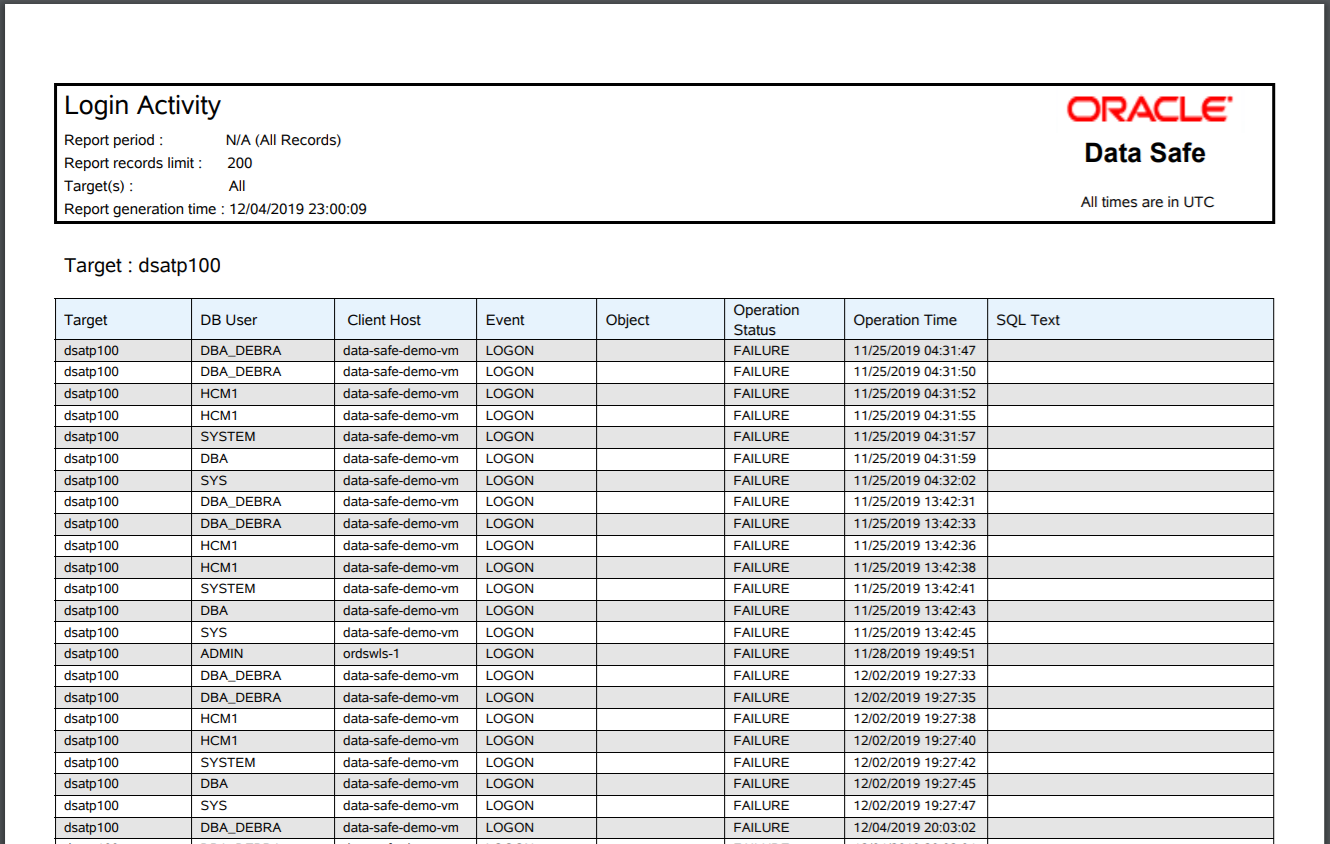 Login Activity
ORACLE
Data Safe
Report period : N/A (All Records)
Report records limit : 200
Target(s) : All
Report generation time : 12/04/2019 23:00:09
All times are in UTC
Target : dsatp100
Target DB User Client Host Event Object Operation Status Operation Time SQL Text
dsatp100 DBA_DEBRA data-safe-demo-vm LOGON FAILURE 11/25/2019 04:31:47
dsatp100 DBA_DEBRA data-safe-demo-vm LOGON FAILURE 11/25/2019 04:31:50
dsatp100 HCM1 data-safe-demo-vm LOGON FAILURE 11/25/2019 04:31:52
dsatp100 HCM1 data-safe-demo-vm LOGON FAILURE 11/25/2019 04:31:55
dsatp100 SYSTEM data-safe-demo-vm LOGON FAILURE 11/25/2019 04:31:57
dsatp100 DBA data-safe-demo-vm LOGON FAILURE 11/25/2019 04:31:59
dsatp100 SYS data-safe-demo-vm LOGON FAILURE 11/25/2019 04:32:02
dsatp100 DBA_DEBRA data-safe-demo-vm LOGON FAILURE 11/25/2019 13:42:31
dsatp100 DBA_DEBRA data-safe-demo-vm LOGON FAILURE 11/25/2019 13:42:33
dsatp100 HCM1 data-safe-demo-vm LOGON FAILURE 11/25/2019 13:42:36
dsatp100 HCM1 data-safe-demo-vm LOGON FAILURE 11/25/2019 13:42:38
dsatp100 SYSTEM data-safe-demo-vm LOGON FAILURE 11/25/2019 13:42:41
dsatp100 DBA data-safe-demo-vm LOGON FAILURE 11/25/2019 13:42:43
dsatp100 SYS data-safe-demo-vm LOGON FAILURE 11/25/2019 13:42:45
dsatp100 ADMIN ordswls-1 LOGON FAILURE 11/28/2019 19:49:51
dsatp100 DBA_DEBRA data-safe-demo-vm LOGON FAILURE 12/02/2019 19:27:33
dsatp100 DBA_DEBRA data-safe-demo-vm LOGON FAILURE 12/02/2019 19:27:35
dsatp100 HCM1 data-safe-demo-vm LOGON FAILURE 12/02/2019 19:27:38
dsatp100 HCM1 data-safe-demo-vm LOGON FAILURE 12/02/2019 19:27:40
dsatp100 SYSTEM data-safe-demo-vm LOGON FAILURE 12/02/2019 19:27:42
dsatp100 DBA data-safe-demo-vm LOGON FAILURE 12/02/2019 19:27:45
dsatp100 SYS data-safe-demo-vm LOGON FAILURE 12/02/2019 19:27:47
dsatp100 DBA_DEBRA data-safe-demo-vm LOGON FAILURE 12/04/2019 20:03:02